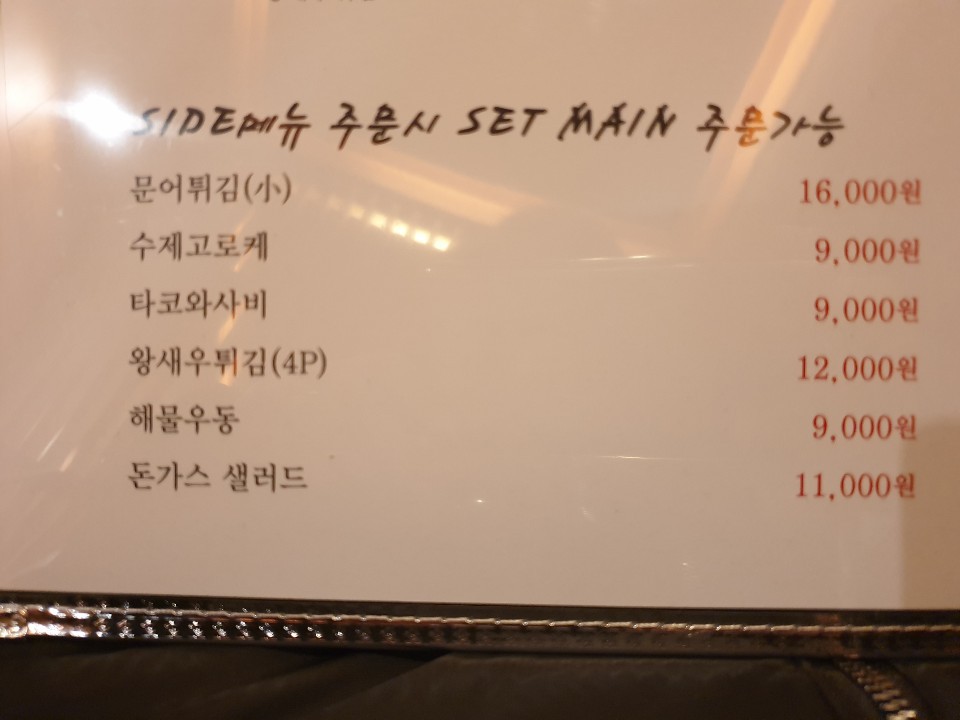 SIDE메뉴 주문시 SET MAIN 주문가능
문어튀김(小) 16,000원
수제고로케 9,000원
타코와사비 9,000원
왕새우튀김(4P) 12,000원
해물우동 9,000원
돈가스 샐러드 11,000원